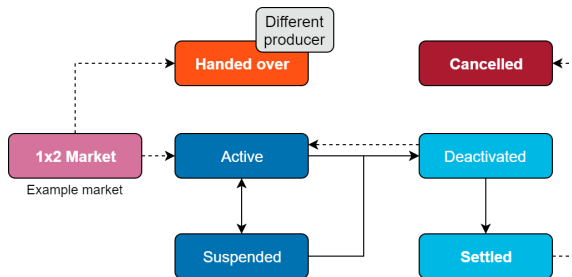 Different
producer
Handed over
Cancelled
1x2 Market
Active
Deactivated
Example market
Suspended
Settled